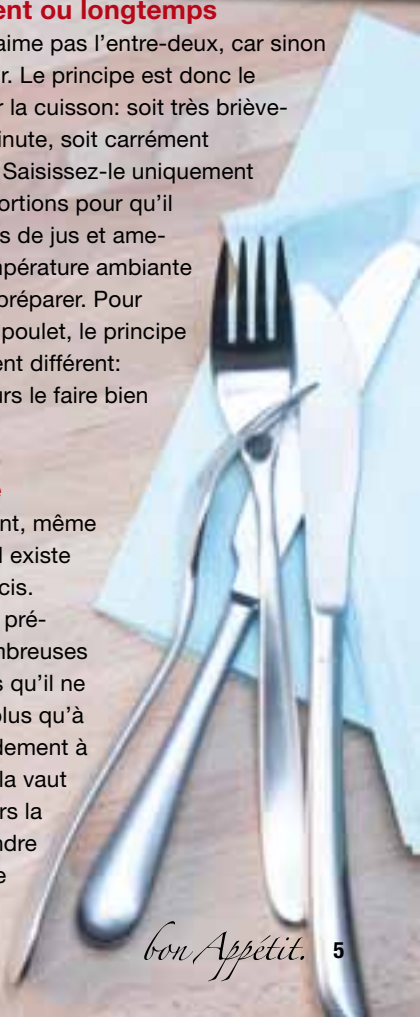 ent ou longtemps
aime pas l’entre-deux, car sinon
r. Le principe est donc le
r la cuisson: soit très briève-
inute, soit carrément
Saisissez-le uniquement
ortions pour qu’il
s de jus et ame-
mpérature ambiante
préparer. Pour
poulet, le principe
ent différent:
urs le faire bien
nt, même
l existe
cis.
pré-
mbreuses
s qu’il ne
plus qu’à
dement à
la vaut
rs la
ndre
e
bon Appétit. 5